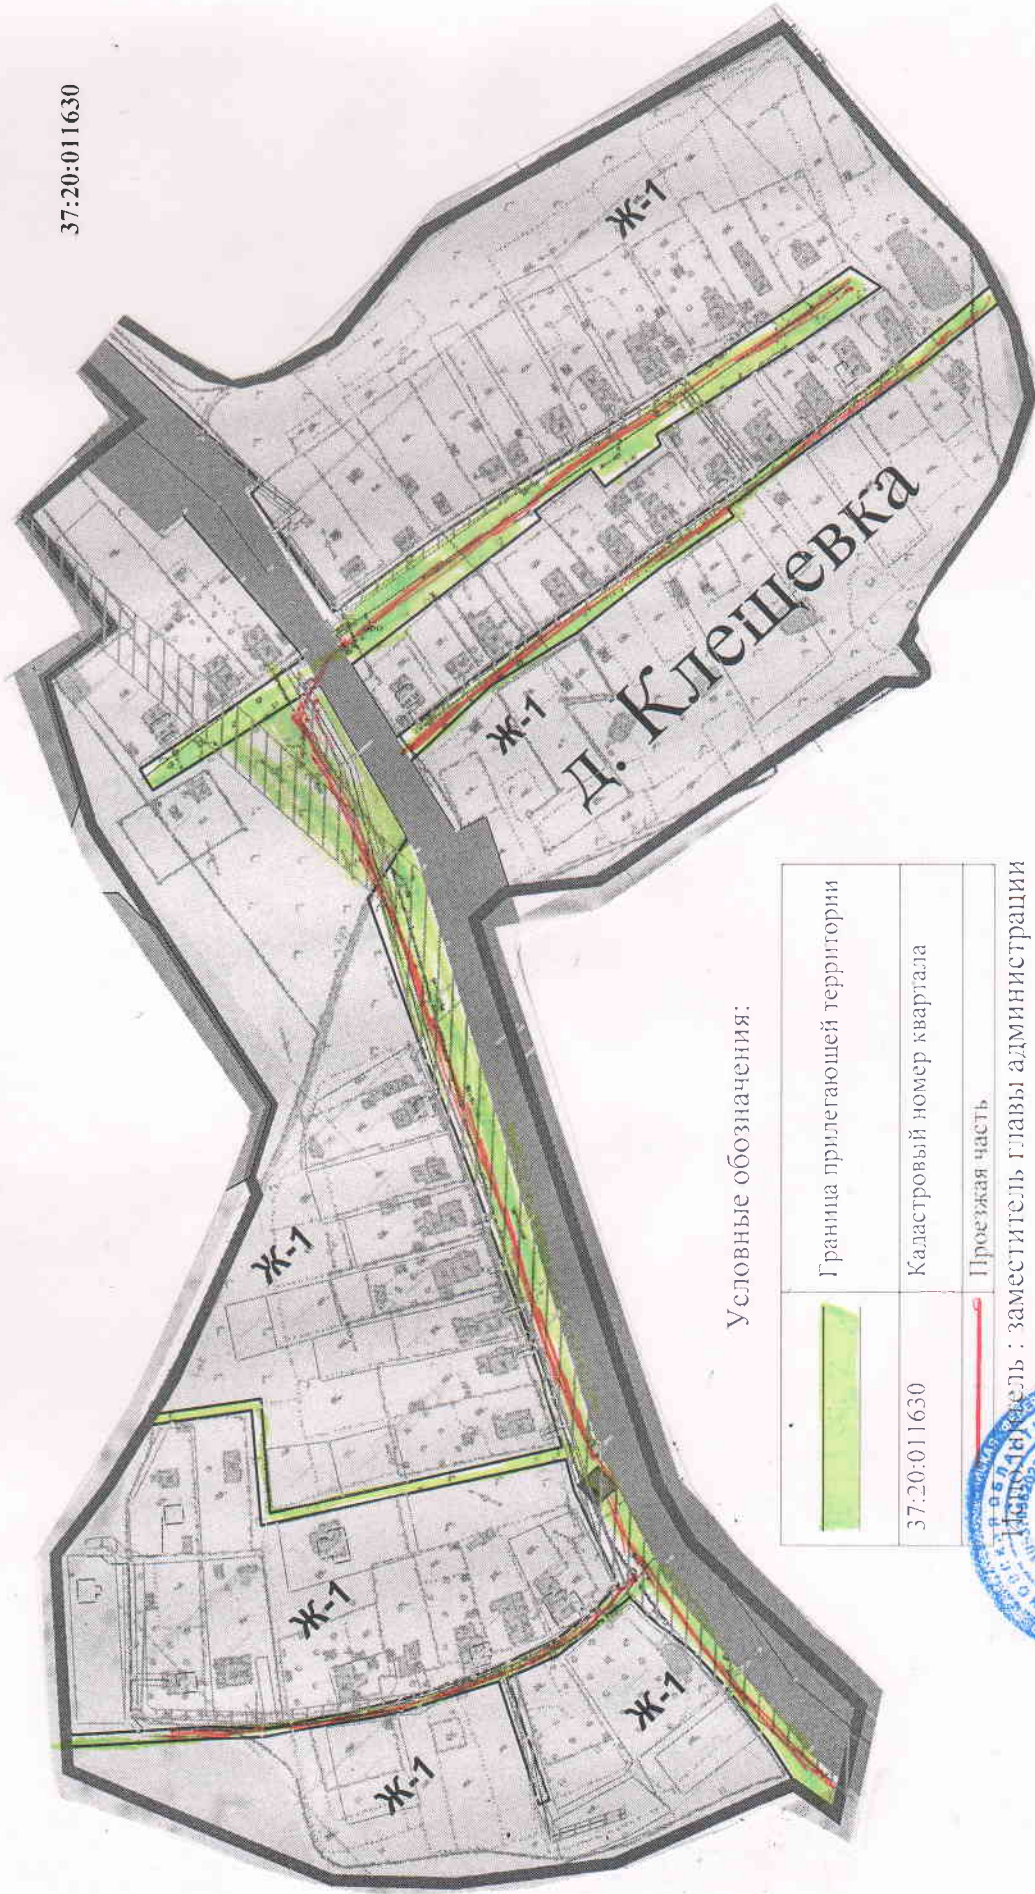 37:20:011630
Ж-1
Ж-1
д. Клещевка
Ж-1
Ж-1
Ж-1
Ж-1
Условные обозначения:
Граница прилегающей территории
37:20:011630 Кадастровый номер квартала
Проезжая часть
Исполнитель : заместитель главы администрации